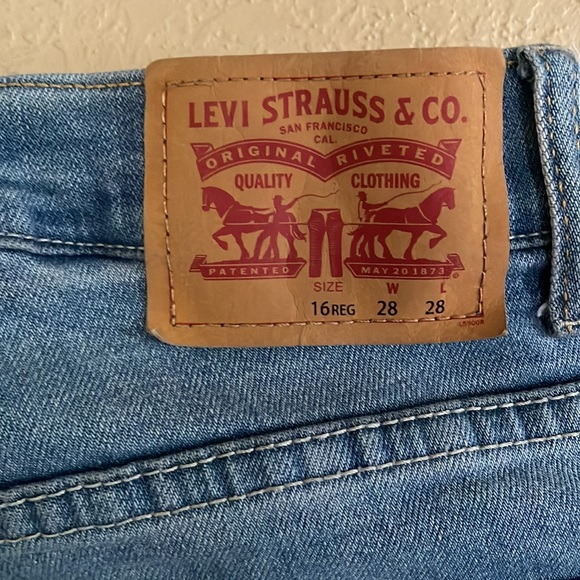 LEVI STRAUSS & CO.
SAN FRANCISCO
CAL.
ORIGINAL RIVETED
QUALITY CLOTHING
PATENTED MAY 20 1873
SIZE W L
16REG 28 28